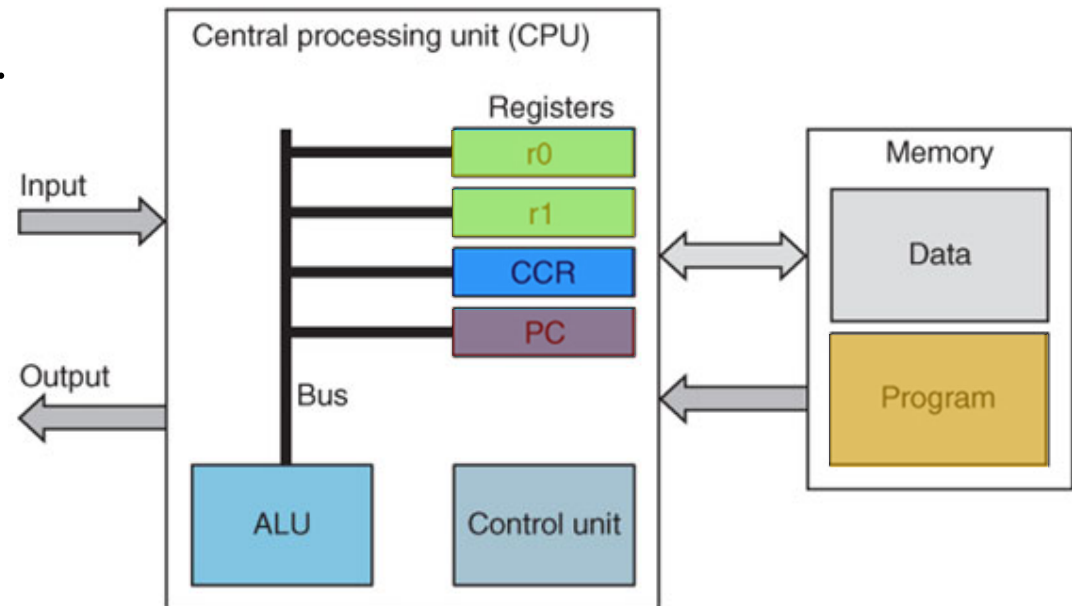 Central processing unit (CPU)
Registers
r0
r1
CCR
PC
Bus
ALU
Control unit
Input
Output
Memory
Data
Program